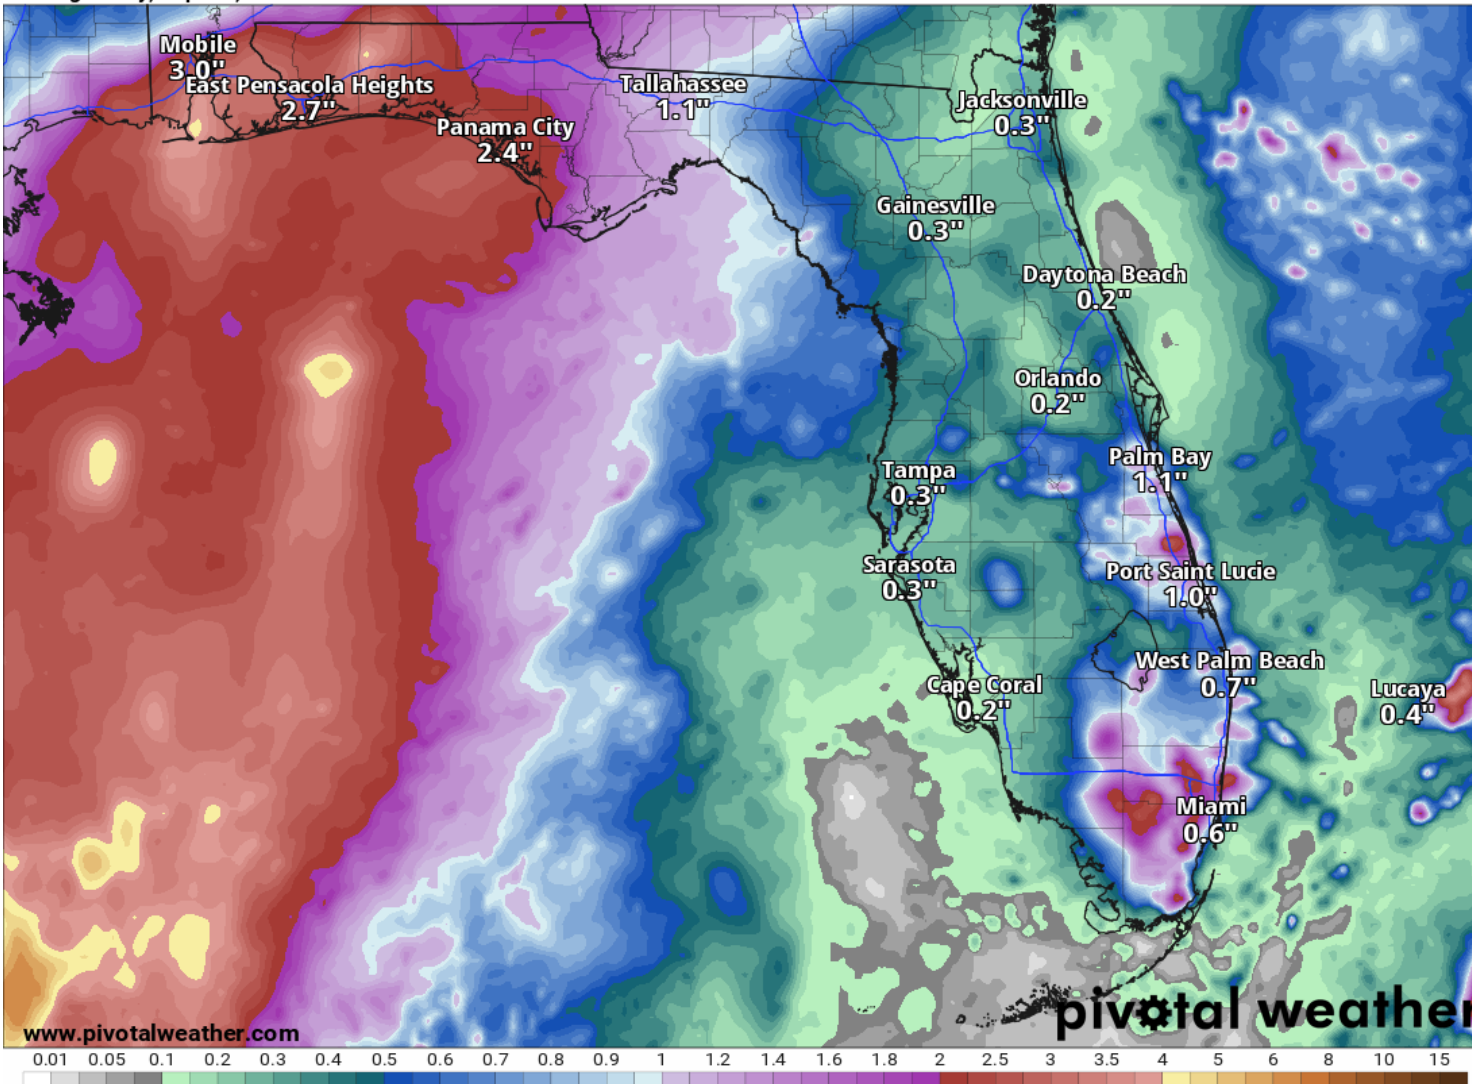 Mobile
3.0"
East Pensacola Heights
2.7"
Panama City
2.4"
Tallahassee
1.1"
Jacksonville
0.3"
Gainesville
0.3"
Daytona Beach
0.2"
Orlando
0.2"
Palm Bay
1.1"
Tampa
0.3"
Sarasota
0.3"
Port Saint Lucie
1.0"
West Palm Beach
0.7"
Cape Coral
0.2"
Lucaya
0.4"
Miami
0.6"
www.pivotalweather.com
pivotal weather
0.01 0.05 0.1 0.2 0.3 0.4 0.5 0.6 0.7 0.8 0.9 1 1.2 1.4 1.6 1.8 2 2.5 3 3.5 4 5 6 8 10 15